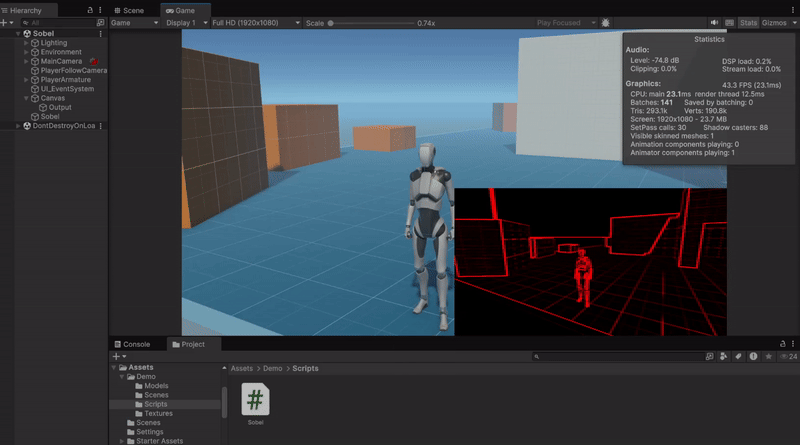 Hierarchy
Scene
Game
All
Game
Display 1
Full HD (1920x1080)
Scale
0.74x
Play Focused
Stats
Gizmos
Sobel
Lighting
Environment
MainCamera
PlayerFollowCamera
PlayerArmature
UI_EventSystem
Canvas
Output
Sobel
DontDestroyOnLoa
Statistics
Audio:
Level: -74.8 dB
DSP load: 0.2%
Clipping: 0.0%
Stream load: 0.0%
Graphics:
43.3 FPS (23.1ms)
CPU: main 23.1ms render thread 12.5ms
Batches: 141
Saved by batching: 0
Tris: 293.1k
Verts: 190.8k
Screen: 1920x1080 - 23.7 MB
SetPass calls: 30
Shadow casters: 88
Visible skinned meshes: 1
Animation components playing: 0
Animator components playing: 1
Console
Project
24
Assets
Demo
Models
Scenes
Scripts
Textures
Scenes
Settings
Starter Assets
Assets > Demo > Scripts
#
Sobel